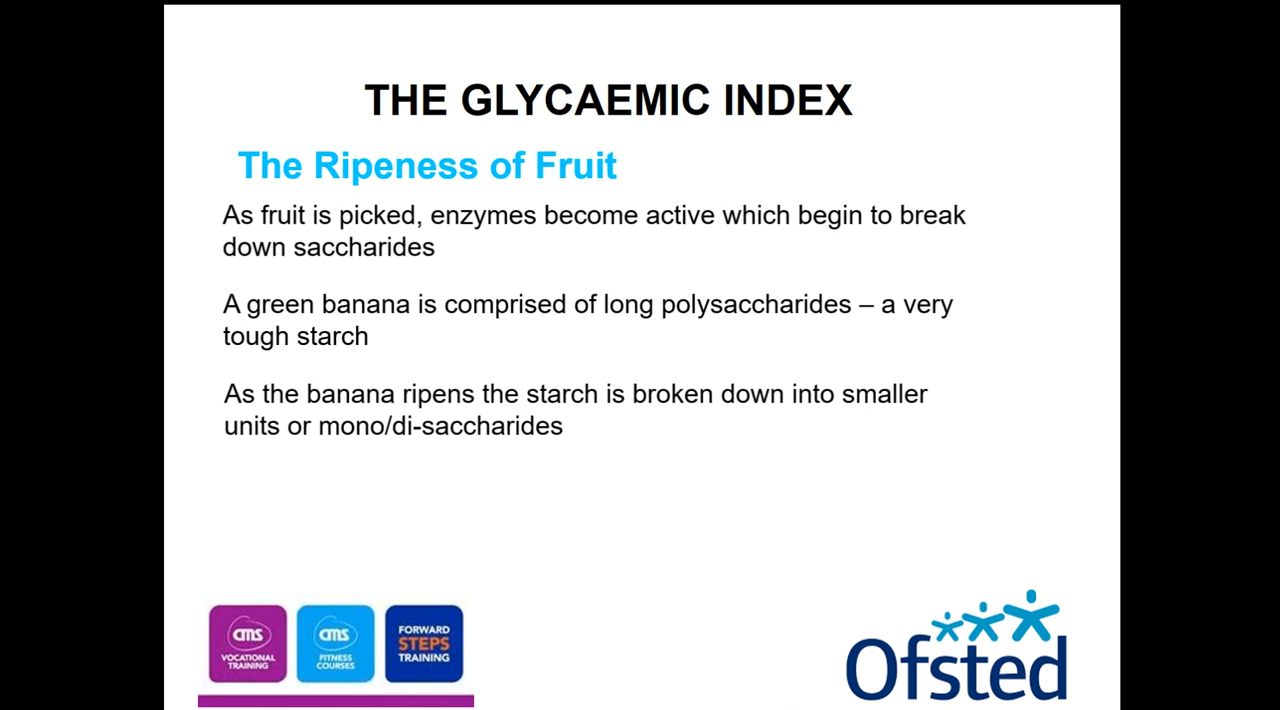 THE GLYCAEMIC INDEX
The Ripeness of Fruit
As fruit is picked, enzymes become active which begin to break
down saccharides
A green banana is comprised of long polysaccharides – a very
tough starch
As the banana ripens the starch is broken down into smaller
units or mono/di-saccharides
cms
VOCATIONAL
TRAINING
cms
FITNESS
COURSES
FORWARD
STEPS
TRAINING
Ofsted